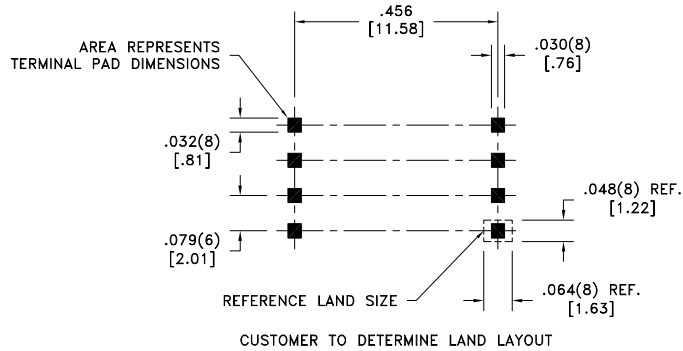 .456
[11.58]
AREA REPRESENTS
TERMINAL PAD DIMENSIONS
.030(8)
[.76]
.032(8)
[.81]
.048(8) REF.
[1.22]
.079(6)
[2.01]
REFERENCE LAND SIZE
.064(8) REF.
[1.63]
CUSTOMER TO DETERMINE LAND LAYOUT